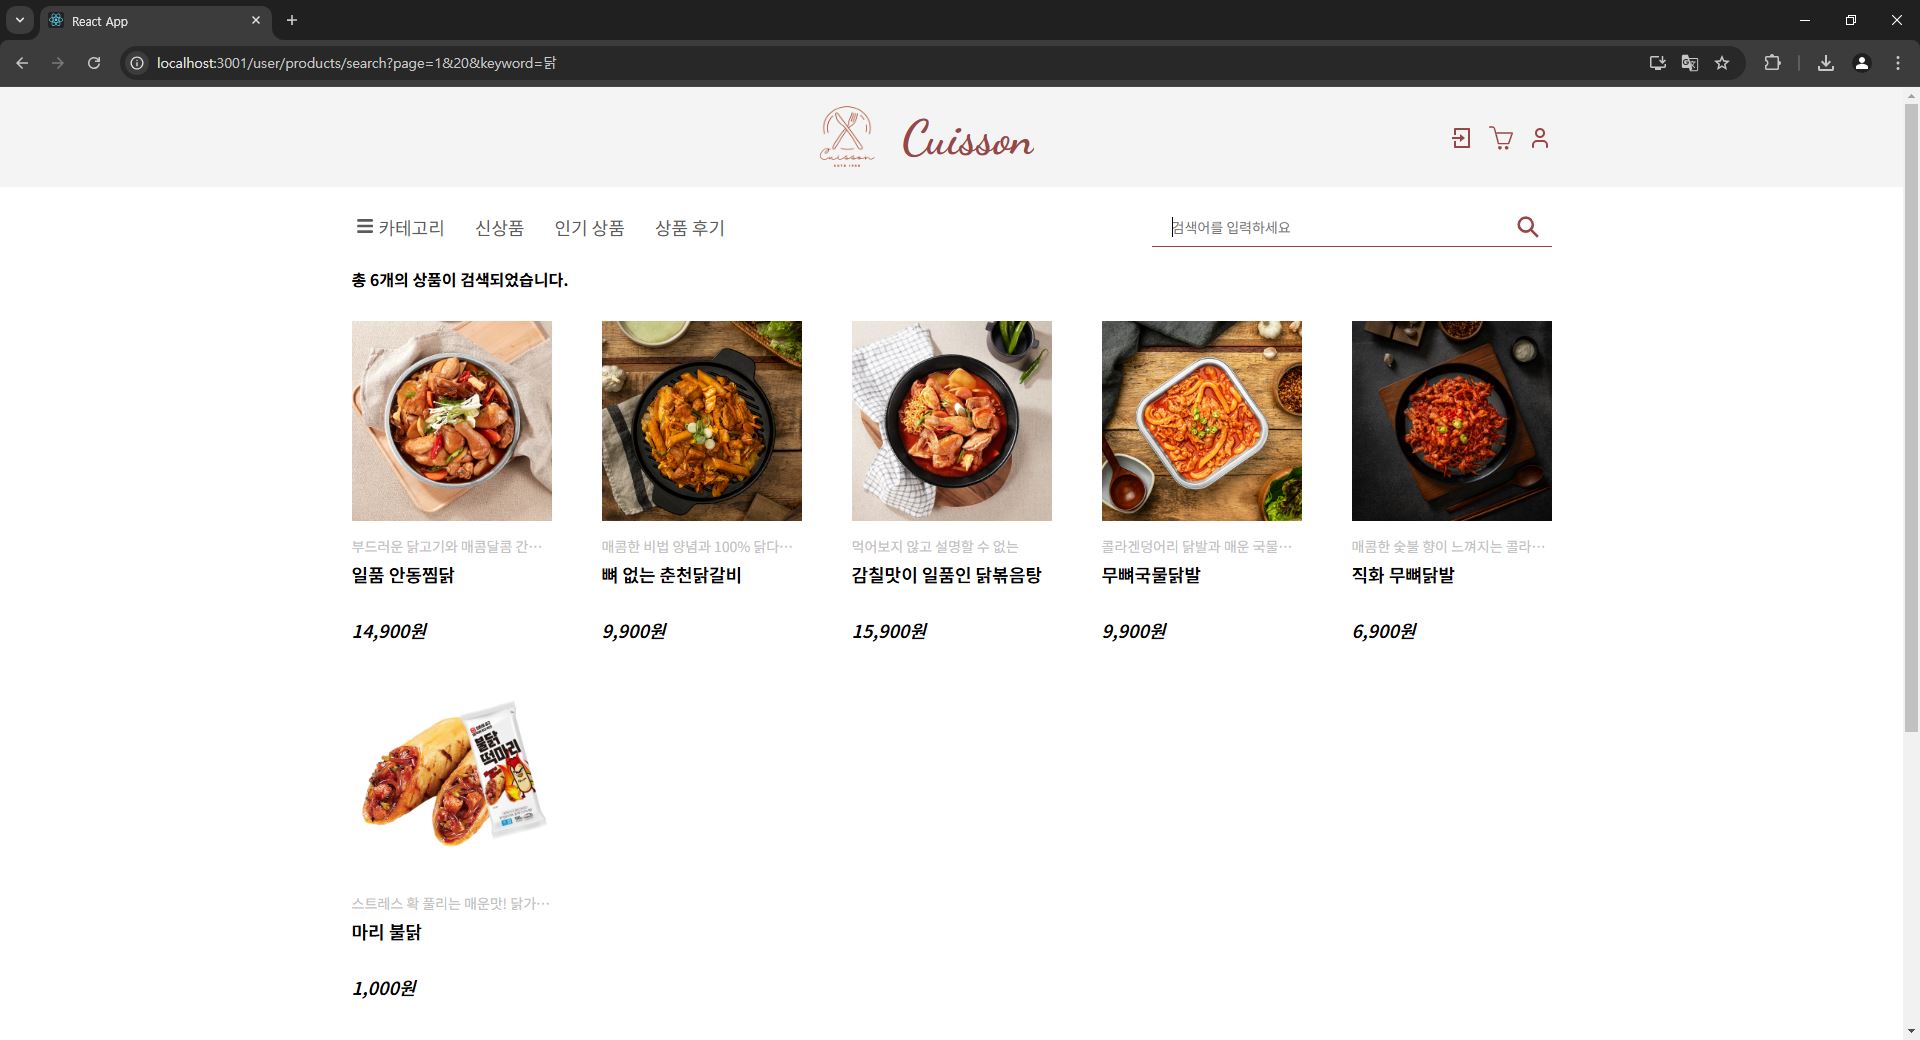 React App
localhost:3001/user/products/search?page=1&20&keyword=닭
Cuisson
Cuisson
카테고리 신상품 인기 상품 상품 후기
검색어를 입력하세요
총 6개의 상품이 검색되었습니다.
부드러운 닭고기와 매콤달콤 간…
일품 안동찜닭
14,900원
매콤한 비법 양념과 100% 닭다…
뼈 없는 춘천닭갈비
9,900원
먹어보지 않고 설명할 수 없는
감칠맛이 일품인 닭볶음탕
15,900원
콜라겐덩어리 닭발과 매운 국물…
무뼈국물닭발
9,900원
매콤한 숯불 향이 느껴지는 콜라…
직화 무뼈닭발
6,900원
불닭
떡마리
스트레스 확 풀리는 매운맛! 닭가…
마리 불닭
1,000원